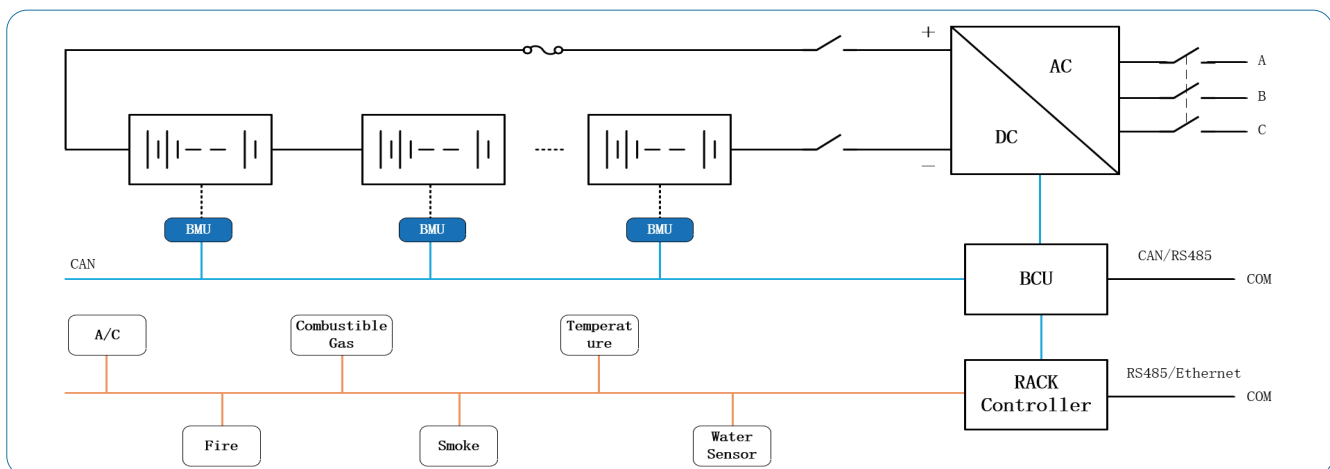 +
AC
A
B
DC
C
−
BMU
BMU
BMU
CAN
BCU
CAN/RS485
COM
A/C
Combustible
Gas
Temperat
ure
RACK
Controller
RS485/Ethernet
COM
Fire
Smoke
Water
Sensor